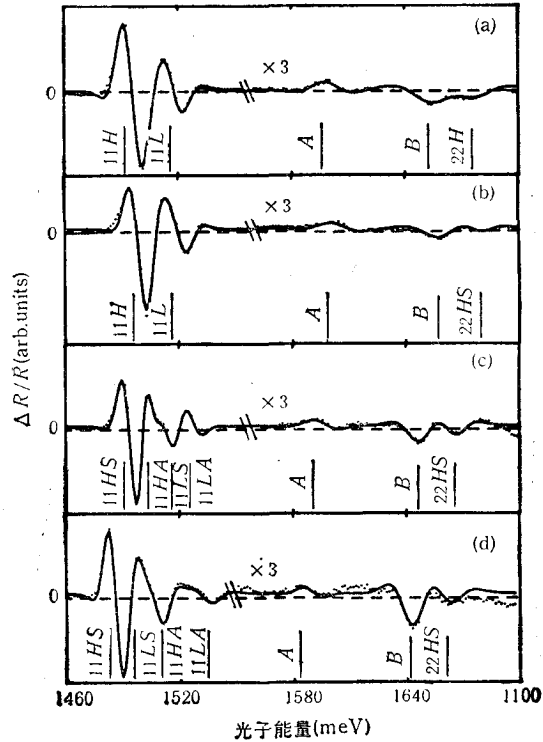 (a)
×3
0
11H
11L
A
B
22H
(b)
×3
0
11H
11L
A
B
22HS
(c)
×3
0
11HS
11HA
11LS
11LA
A
B
22HS
(d)
×3
0
11HS
11LS
11HA
11LA
A
B
22HS
1460
1520
1580
1640
1100
ΔR/R(arb.units)
光子能量(meV)